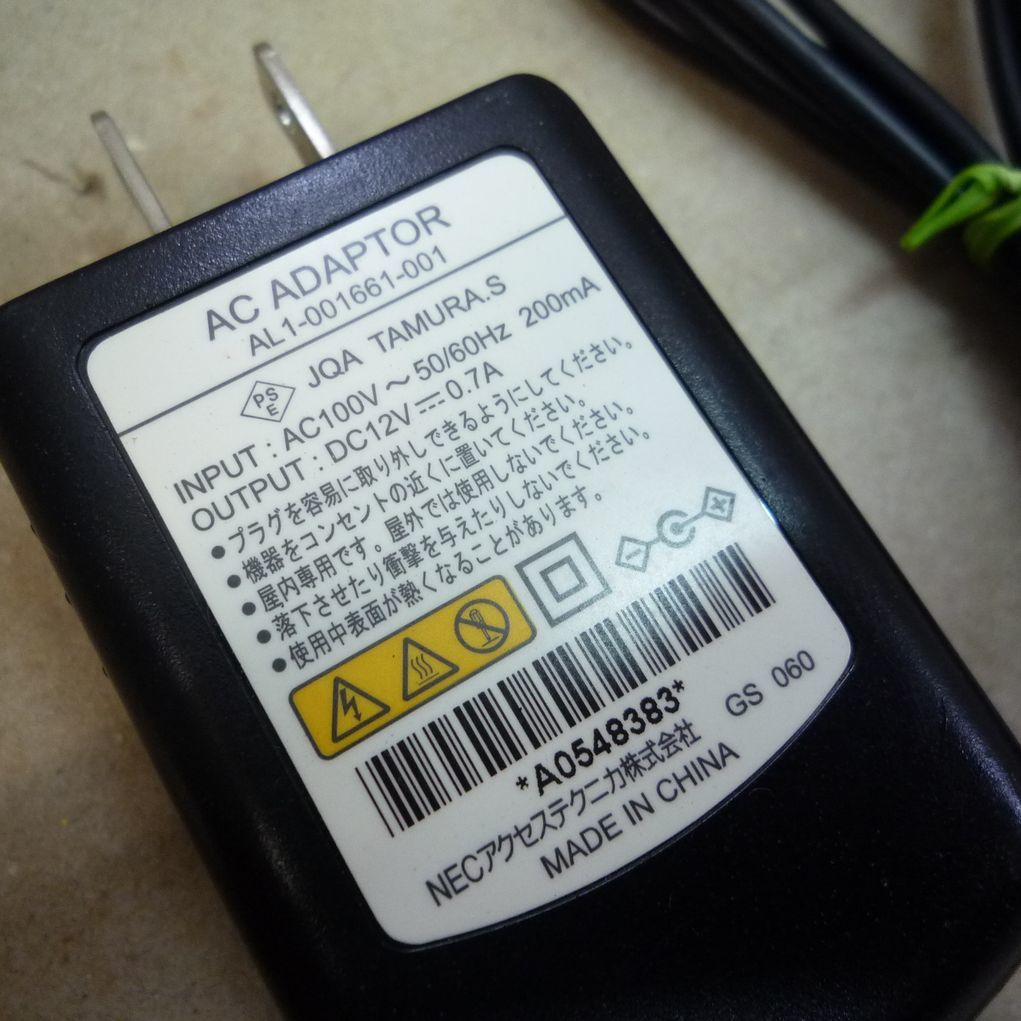 AC ADAPTOR
AL1-001661-001
PSE JQA TAMURA.S
INPUT : AC100V ～ 50/60Hz 200mA
OUTPUT : DC12V ⎓ 0.7A
●プラグを容易に取り外しできるようにしてください。
●機器をコンセントの近くに置いてください。
●屋内専用です。屋外では使用しないでください。
●落下させたり衝撃を与えたりしないでください。
●使用中表面が熱くなることがあります。
*A0548383*
GS 060
NECアクセステクニカ株式会社
MADE IN CHINA